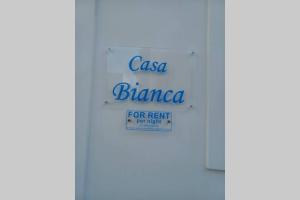 Casa
Bianca
FOR RENT
per night